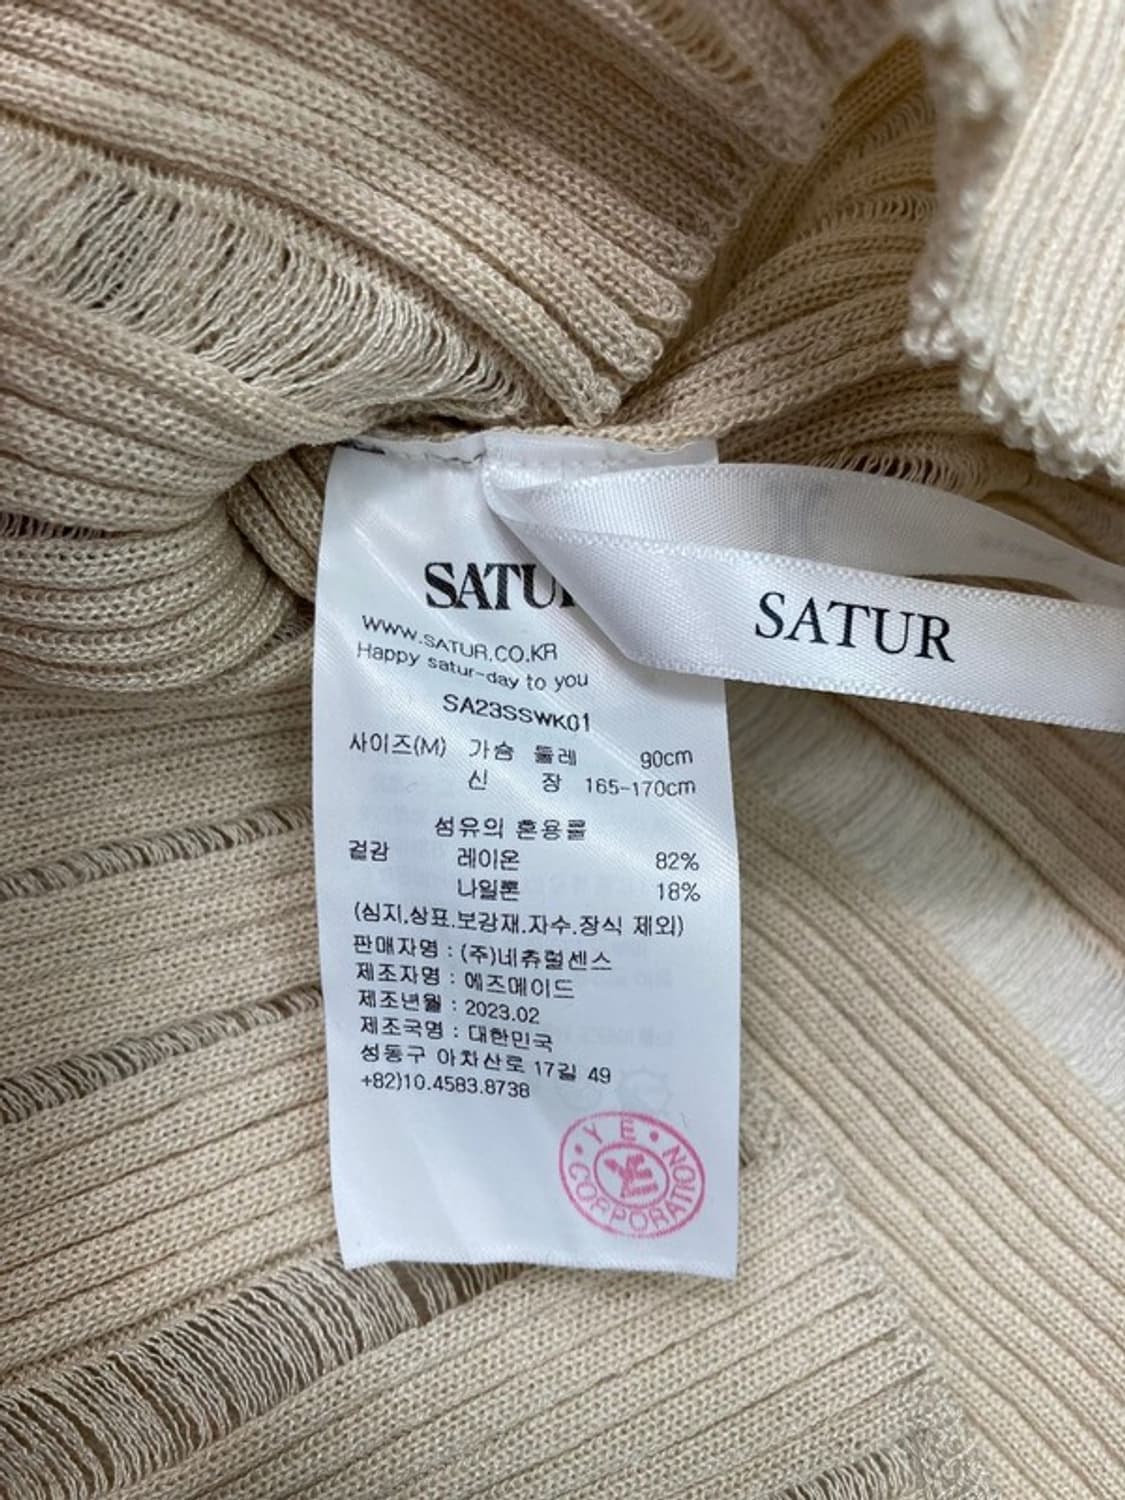 SATU
SATUR
WWW.SATUR.CO.KR
Happy satur-day to you
SA23SSWK01
사이즈(M) 가슴 둘레 90cm
신 장 165-170cm
섬유의 혼용률
겉감 레이온 82%
나일론 18%
(심지.상표.보강재.자수.장식 제외)
판매자명 : (주)네츄럴센스
제조자명 : 에즈메이드
제조년월 : 2023.02
제조국명 : 대한민국
성동구 아차산로 17길 49
+82)10.4583.8738
YE CORPORATION
YE